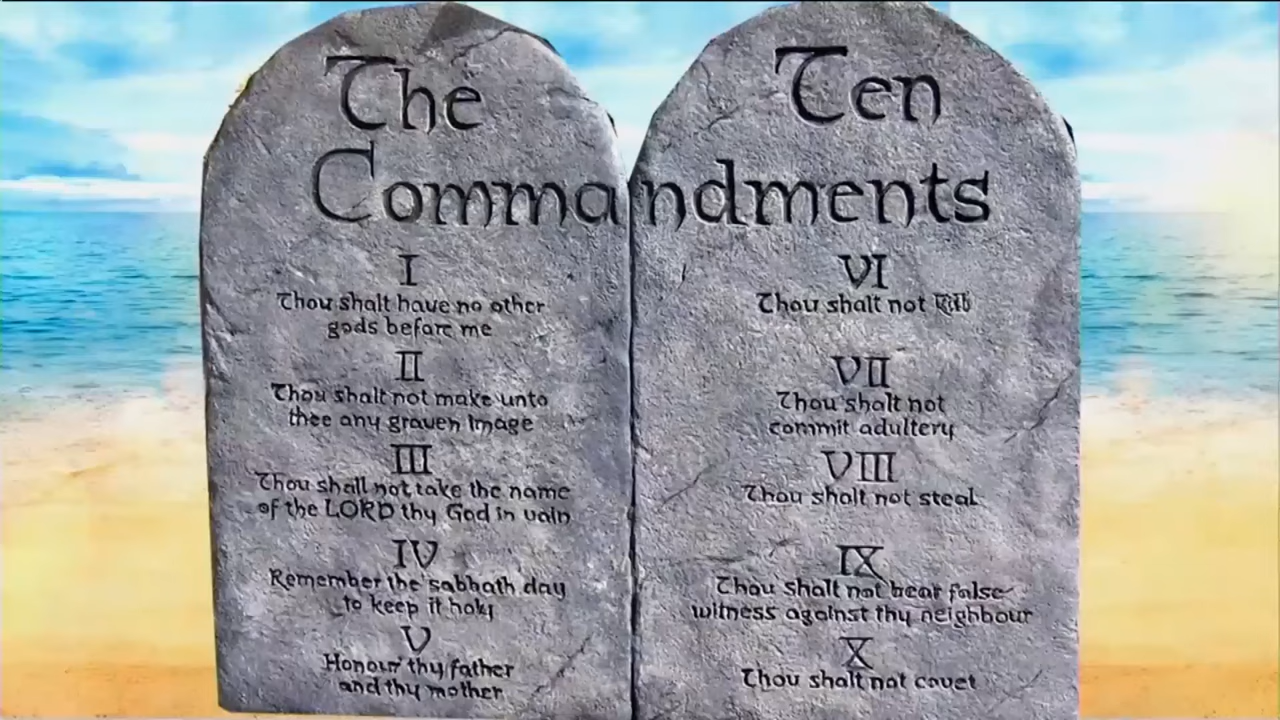 The Ten
Commandments
I
Thou shalt have no other
gods before me
II
Thou shalt not make unto
thee any graven image
III
Thou shall not take the name
of the LORD thy God in vain
IV
Remember the sabbath day
to keep it holy
V
Honour thy father
and thy mother
VI
Thou shalt not
VII
Thou shalt not
commit adultery
VIII
Thou shalt not steal
IX
Thou shalt not bear false
witness against thy neighbour
X
Thou shalt not covet